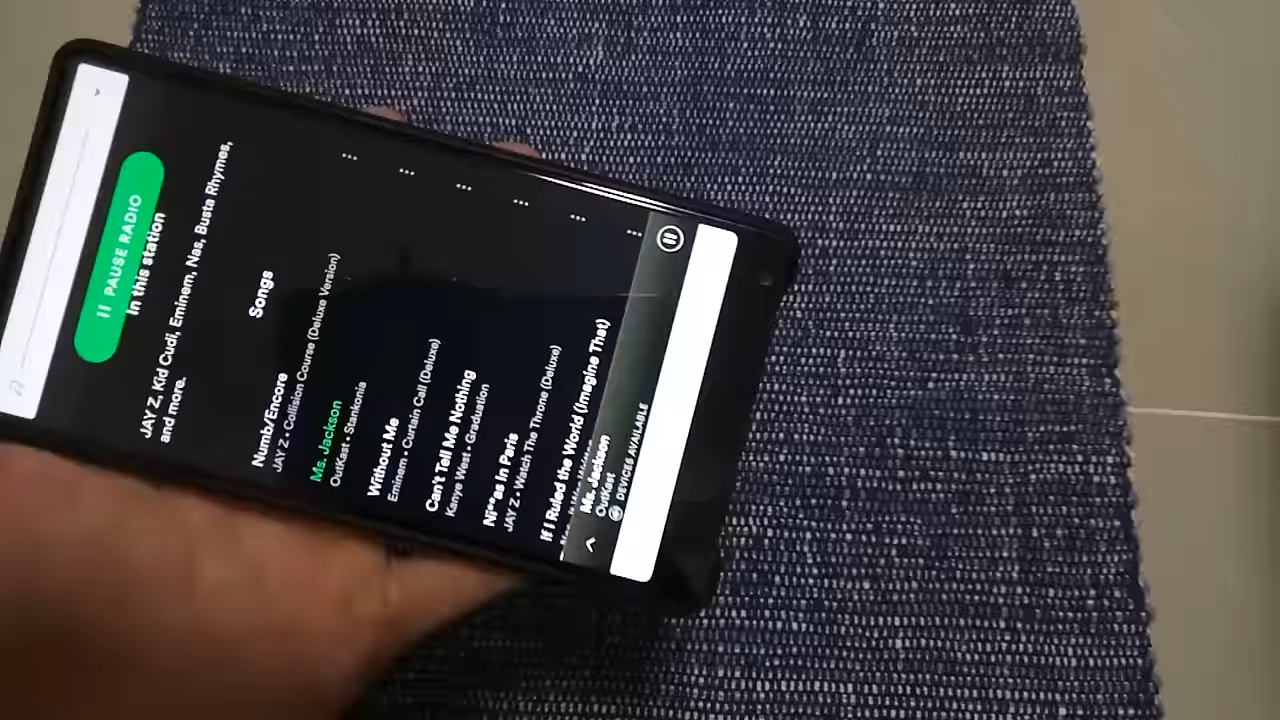 PAUSE RADIO
In this station
JAY Z, Kid Cudi, Eminem, Nas, Busta Rhymes,
and more.
Songs
Numb/Encore
JAY Z • Collision Course (Deluxe Version)
Ms. Jackson
OutKast • Stankonia
Without Me
Eminem • Curtain Call (Deluxe)
Can't Tell Me Nothing
Kanye West • Graduation
Ni**as In Paris
JAY Z • Watch The Throne (Deluxe)
If I Ruled the World (Imagine That)
Ms. Jackson
OutKast
DEVICES AVAILABLE